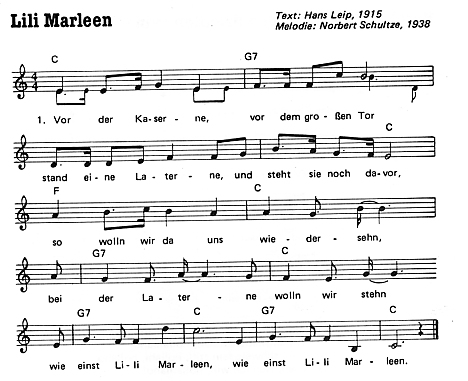 Lili Marleen
Text: Hans Leip, 1915
Melodie: Norbert Schultze, 1938
C G7
1. Vor der Ka-ser-ne, vor dem gro-ßen Tor
C
stand ei-ne La-ter-ne, und steht sie noch da-vor,
F C
so wolln wir da uns wie-der-sehn,
G7 C
bei der La-ter-ne wolln wir stehn
G7 C G7 C
wie einst Li-li Mar-leen, wie einst Li-li Mar-leen.